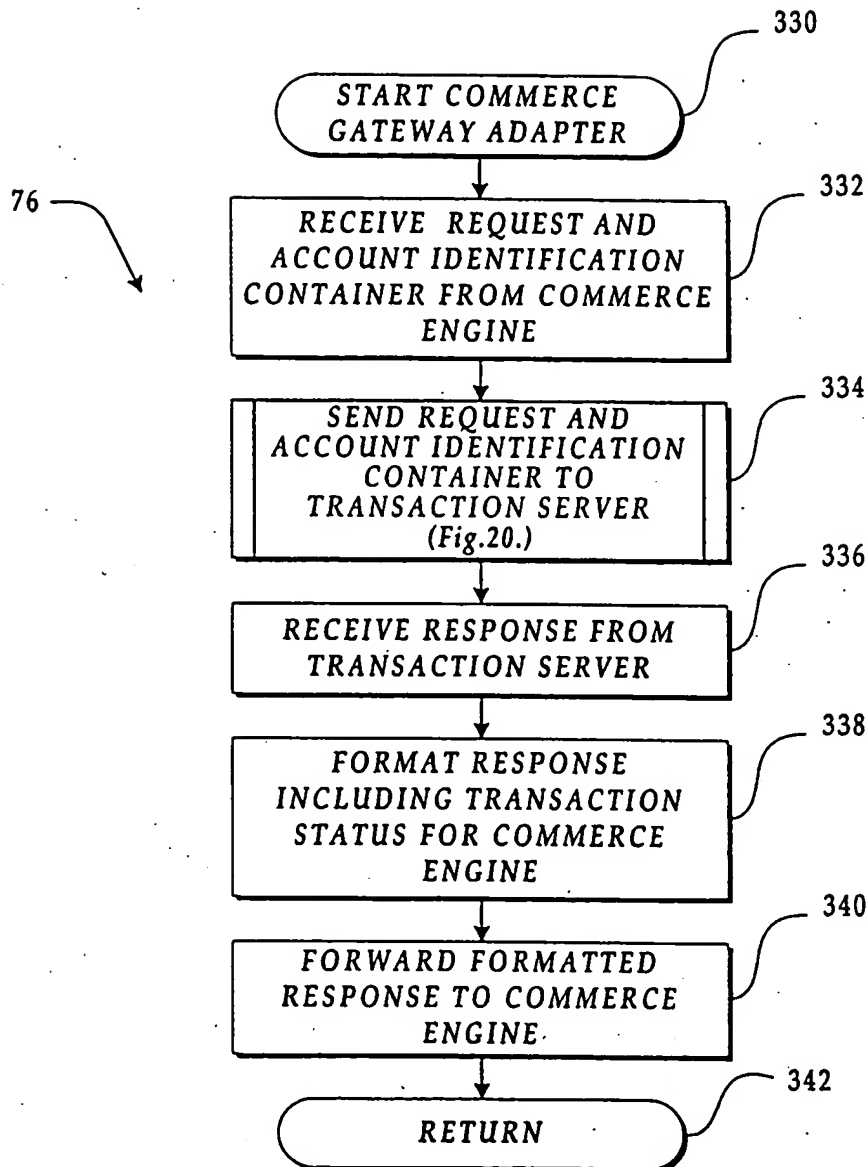 330
START COMMERCE
GATEWAY ADAPTER
76
332
RECEIVE REQUEST AND
ACCOUNT IDENTIFICATION
CONTAINER FROM COMMERCE
ENGINE
334
SEND REQUEST AND
ACCOUNT IDENTIFICATION
CONTAINER TO
TRANSACTION SERVER
(Fig.20.)
336
RECEIVE RESPONSE FROM
TRANSACTION SERVER
338
FORMAT RESPONSE
INCLUDING TRANSACTION
STATUS FOR COMMERCE
ENGINE
340
FORWARD FORMATTED
RESPONSE TO COMMERCE
ENGINE
342
RETURN